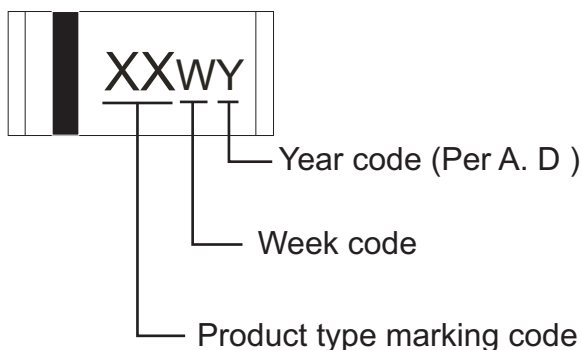 XXWY
Year code (Per A. D )
Week code
Product type marking code